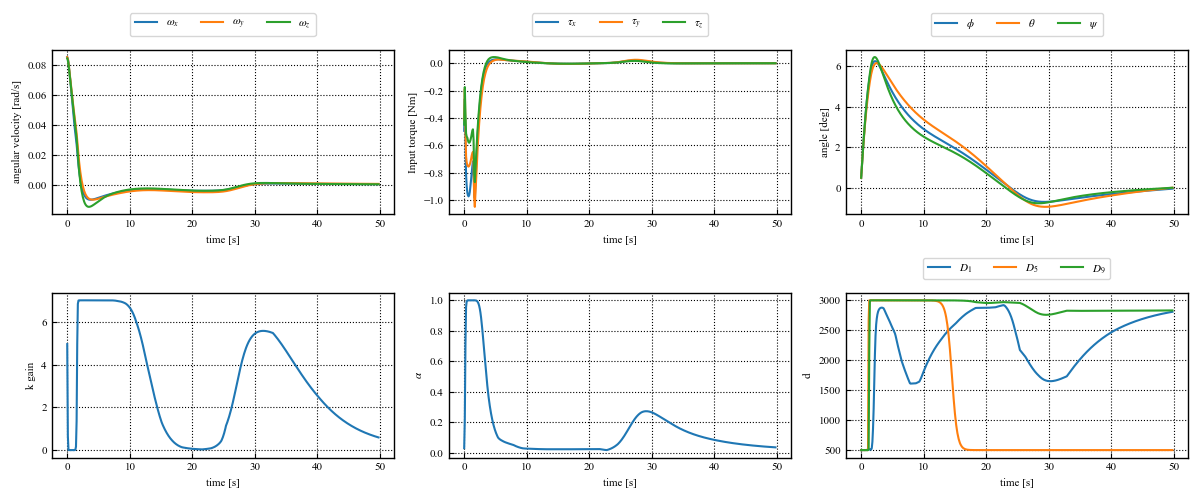 ωx ωy ωz
angular velocity [rad/s]
0.08
0.06
0.04
0.02
0.00
0 10 20 30 40 50
time [s]
τx τy τz
Input torque [Nm]
0.0
−0.2
−0.4
−0.6
−0.8
−1.0
0 10 20 30 40 50
time [s]
ϕ θ ψ
angle [deg]
6
4
2
0
0 10 20 30 40 50
time [s]
k gain
6
4
2
0
0 10 20 30 40 50
time [s]
α
1.0
0.8
0.6
0.4
0.2
0.0
0 10 20 30 40 50
time [s]
D1 D5 D9
d
3000
2500
2000
1500
1000
500
0 10 20 30 40 50
time [s]